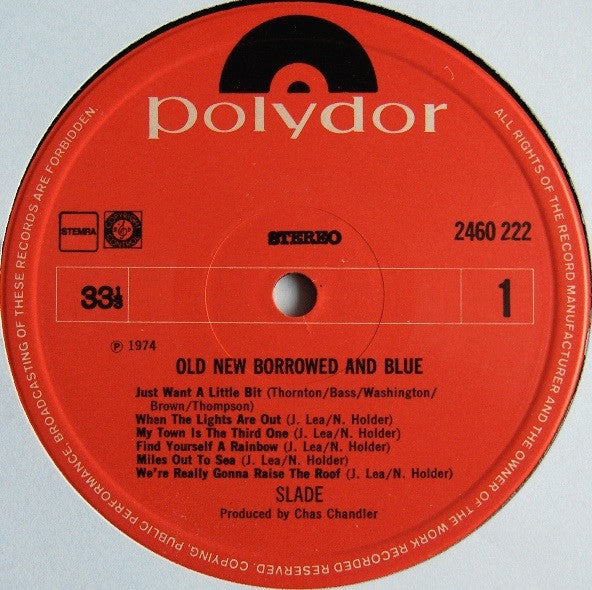 polydor
STEMRA
STEREO
2460 222
33⅓
1
℗ 1974
OLD NEW BORROWED AND BLUE
Just Want A Little Bit (Thornton/Bass/Washington/
Brown/Thompson)
When The Lights Are Out (J. Lea/N. Holder)
My Town Is The Third One (J. Lea/N. Holder)
Find Yourself A Rainbow (J. Lea/N. Holder)
Miles Out To Sea (J. Lea/N. Holder)
We're Really Gonna Raise The Roof (J. Lea/N. Holder)
SLADE
Produced by Chas Chandler
ALL RIGHTS OF THE RECORD MANUFACTURER AND THE OWNER OF THE WORK RECORDED RESERVED. COPYING, PUBLIC PERFORMANCE, BROADCASTING OF THESE RECORDS ARE FORBIDDEN.